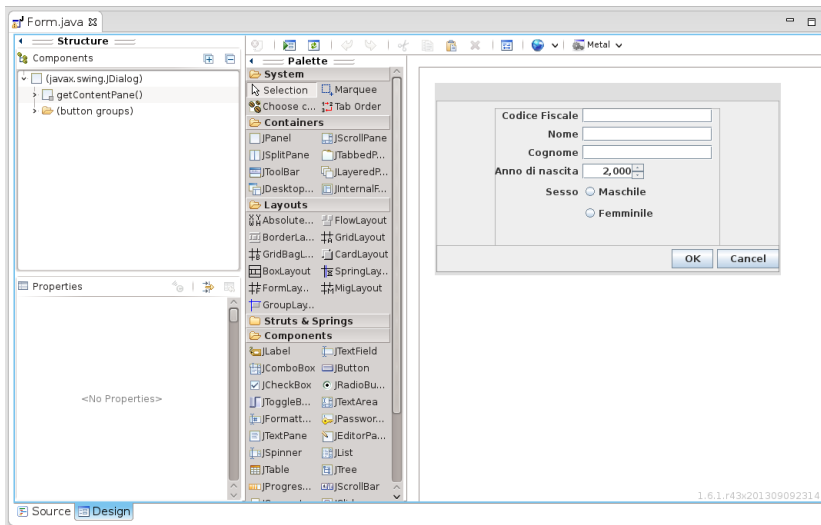 Form.java
Structure
Components
(javax.swing.JDialog)
getContentPane()
(button groups)
Properties
<No Properties>
Metal
Palette
System
Selection Marquee
Choose c... Tab Order
Containers
JPanel JScrollPane
JSplitPane JTabbedP...
JToolBar JLayeredP...
JDesktop... JInternalF...
Layouts
Absolute... FlowLayout
BorderLa... GridLayout
GridBagL... CardLayout
BoxLayout SpringLay...
FormLay... MigLayout
GroupLay...
Struts & Springs
Components
JLabel JTextField
JComboBox JButton
JCheckBox JRadioBu...
JToggleB... JTextArea
JFormatt... JPasswor...
JTextPane JEditorPa...
JSpinner JList
JTable JTree
JProgres... JScrollBar
Codice Fiscale
Nome
Cognome
Anno di nascita 2,000
Sesso Maschile
Femminile
OK Cancel
1.6.1.r43x201309092314
Source Design